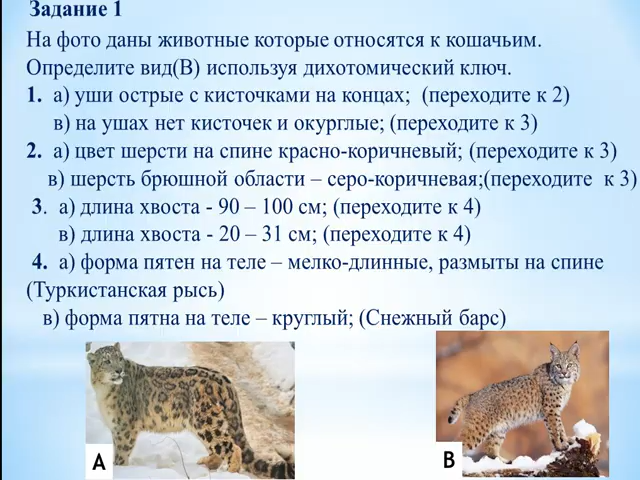 Задание 1
На фото даны животные которые относятся к кошачьим.
Определите вид(В) используя дихотомический ключ.
1. а) уши острые с кисточками на концах; (переходите к 2)
в) на ушах нет кисточек и округлые; (переходите к 3)
2. а) цвет шерсти на спине красно-коричневый; (переходите к 3)
в) шерсть брюшной области – серо-коричневая;(переходите к 3)
3. а) длина хвоста - 90 – 100 см; (переходите к 4)
в) длина хвоста - 20 – 31 см; (переходите к 4)
4. а) форма пятен на теле – мелко-длинные, размыты на спине
(Туркистанская рысь)
в) форма пятна на теле – круглый; (Снежный барс)
А
В